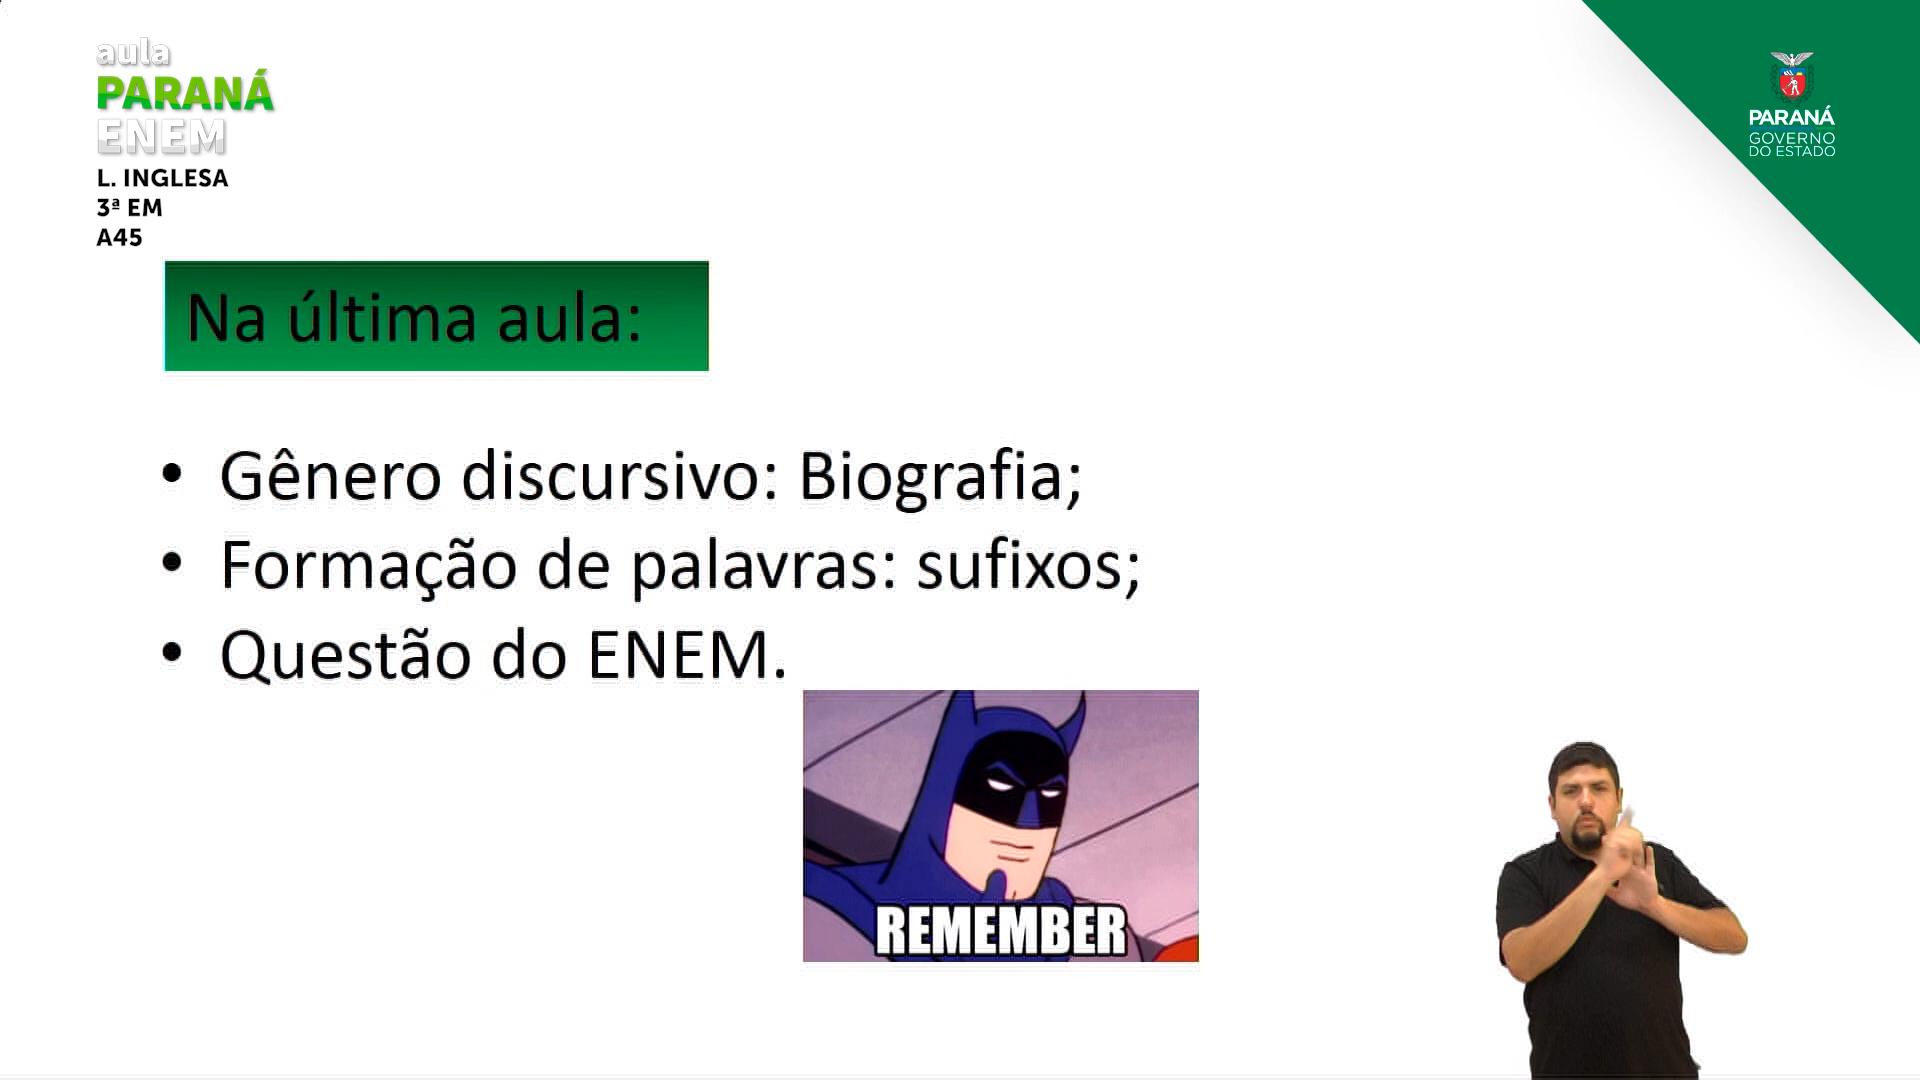 aula
PARANÁ
ENEM
L. INGLESA
3ª EM
A45
PARANÁ
GOVERNO
DO ESTADO
Na última aula:
• Gênero discursivo: Biografia;
• Formação de palavras: sufixos;
• Questão do ENEM.
REMEMBER